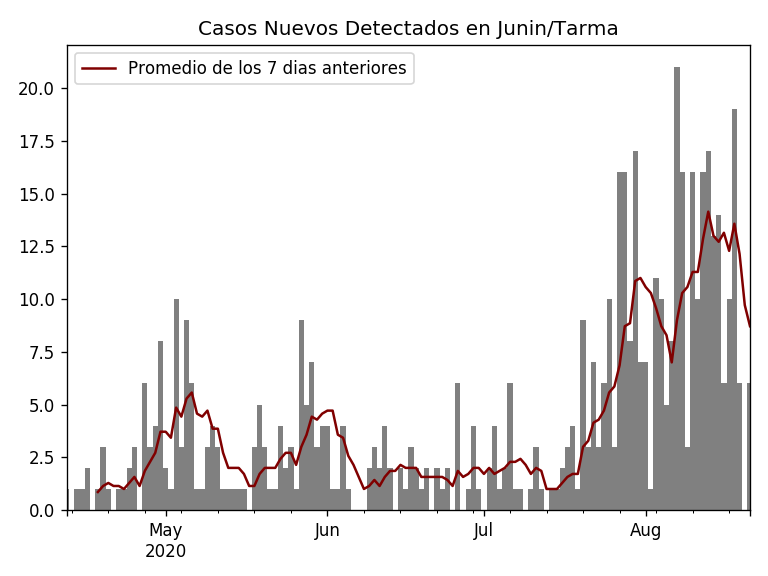 Casos Nuevos Detectados en Junin/Tarma
Promedio de los 7 dias anteriores
20.0
17.5
15.0
12.5
10.0
7.5
5.0
2.5
0.0
May
2020
Jun
Jul
Aug